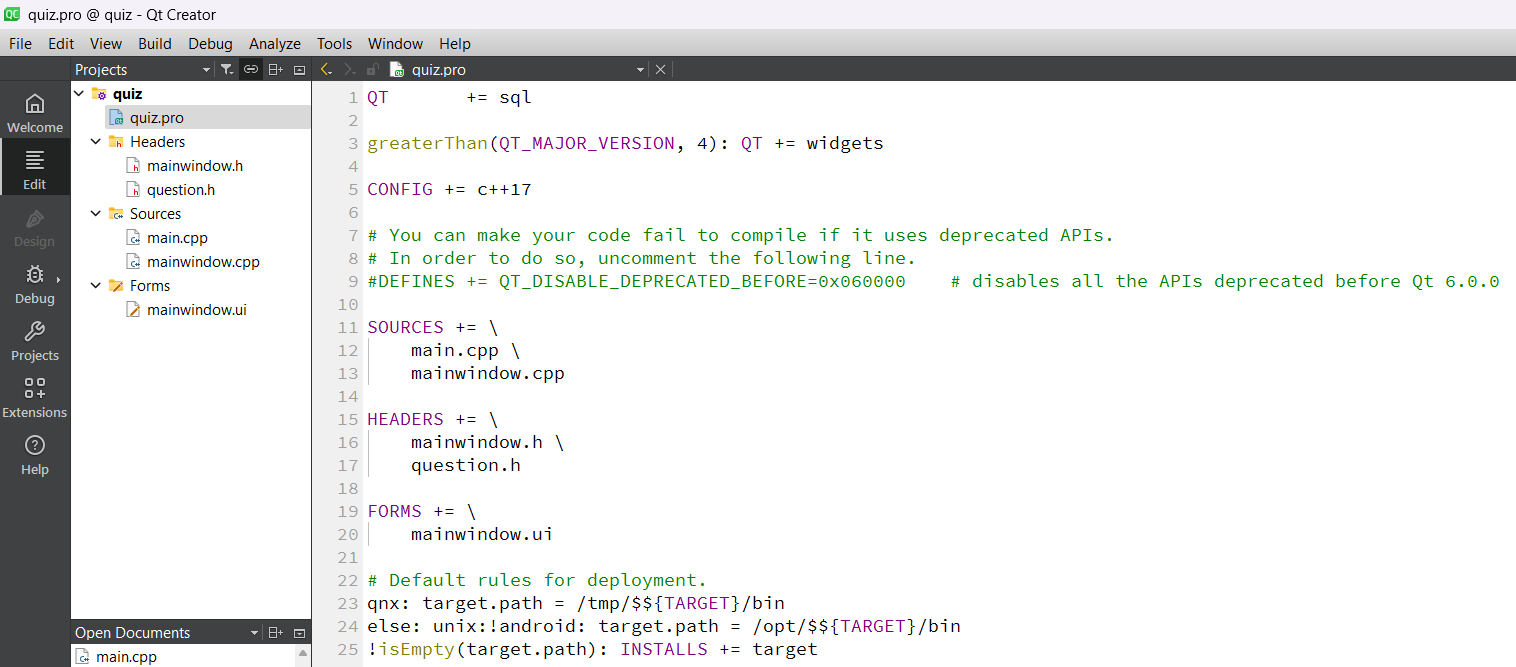 quiz.pro @ quiz - Qt Creator
File Edit View Build Debug Analyze Tools Window Help
Projects
quiz.pro
Welcome
Edit
Design
Debug
Projects
Extensions
Help
quiz
quiz.pro
Headers
mainwindow.h
question.h
Sources
main.cpp
mainwindow.cpp
Forms
mainwindow.ui
Open Documents
main.cpp
1 QT       += sql
2
3 greaterThan(QT_MAJOR_VERSION, 4): QT += widgets
4
5 CONFIG += c++17
6
7 # You can make your code fail to compile if it uses deprecated APIs.
8 # In order to do so, uncomment the following line.
9 #DEFINES += QT_DISABLE_DEPRECATED_BEFORE=0x060000    # disables all the APIs deprecated before Qt 6.0.0
10
11 SOURCES += \
12     main.cpp \
13     mainwindow.cpp
14
15 HEADERS += \
16     mainwindow.h \
17     question.h
18
19 FORMS += \
20     mainwindow.ui
21
22 # Default rules for deployment.
23 qnx: target.path = /tmp/$${TARGET}/bin
24 else: unix:!android: target.path = /opt/$${TARGET}/bin
25 !isEmpty(target.path): INSTALLS += target